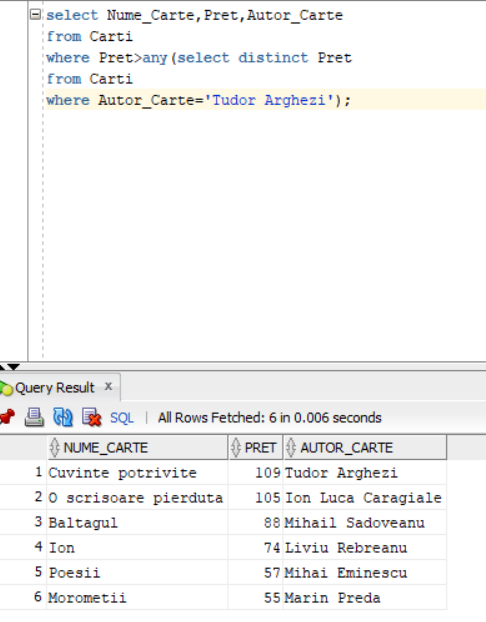 select Nume_Carte,Pret,Autor_Carte
from Carti
where Pret>any(select distinct Pret
from Carti
where Autor_Carte='Tudor Arghezi');
Query Result x
SQL | All Rows Fetched: 6 in 0.006 seconds
NUME_CARTE PRET AUTOR_CARTE
1 Cuvinte potrivite 109 Tudor Arghezi
2 O scrisoare pierduta 105 Ion Luca Caragiale
3 Baltagul 88 Mihail Sadoveanu
4 Ion 74 Liviu Rebreanu
5 Poesii 57 Mihai Eminescu
6 Morometii 55 Marin Preda